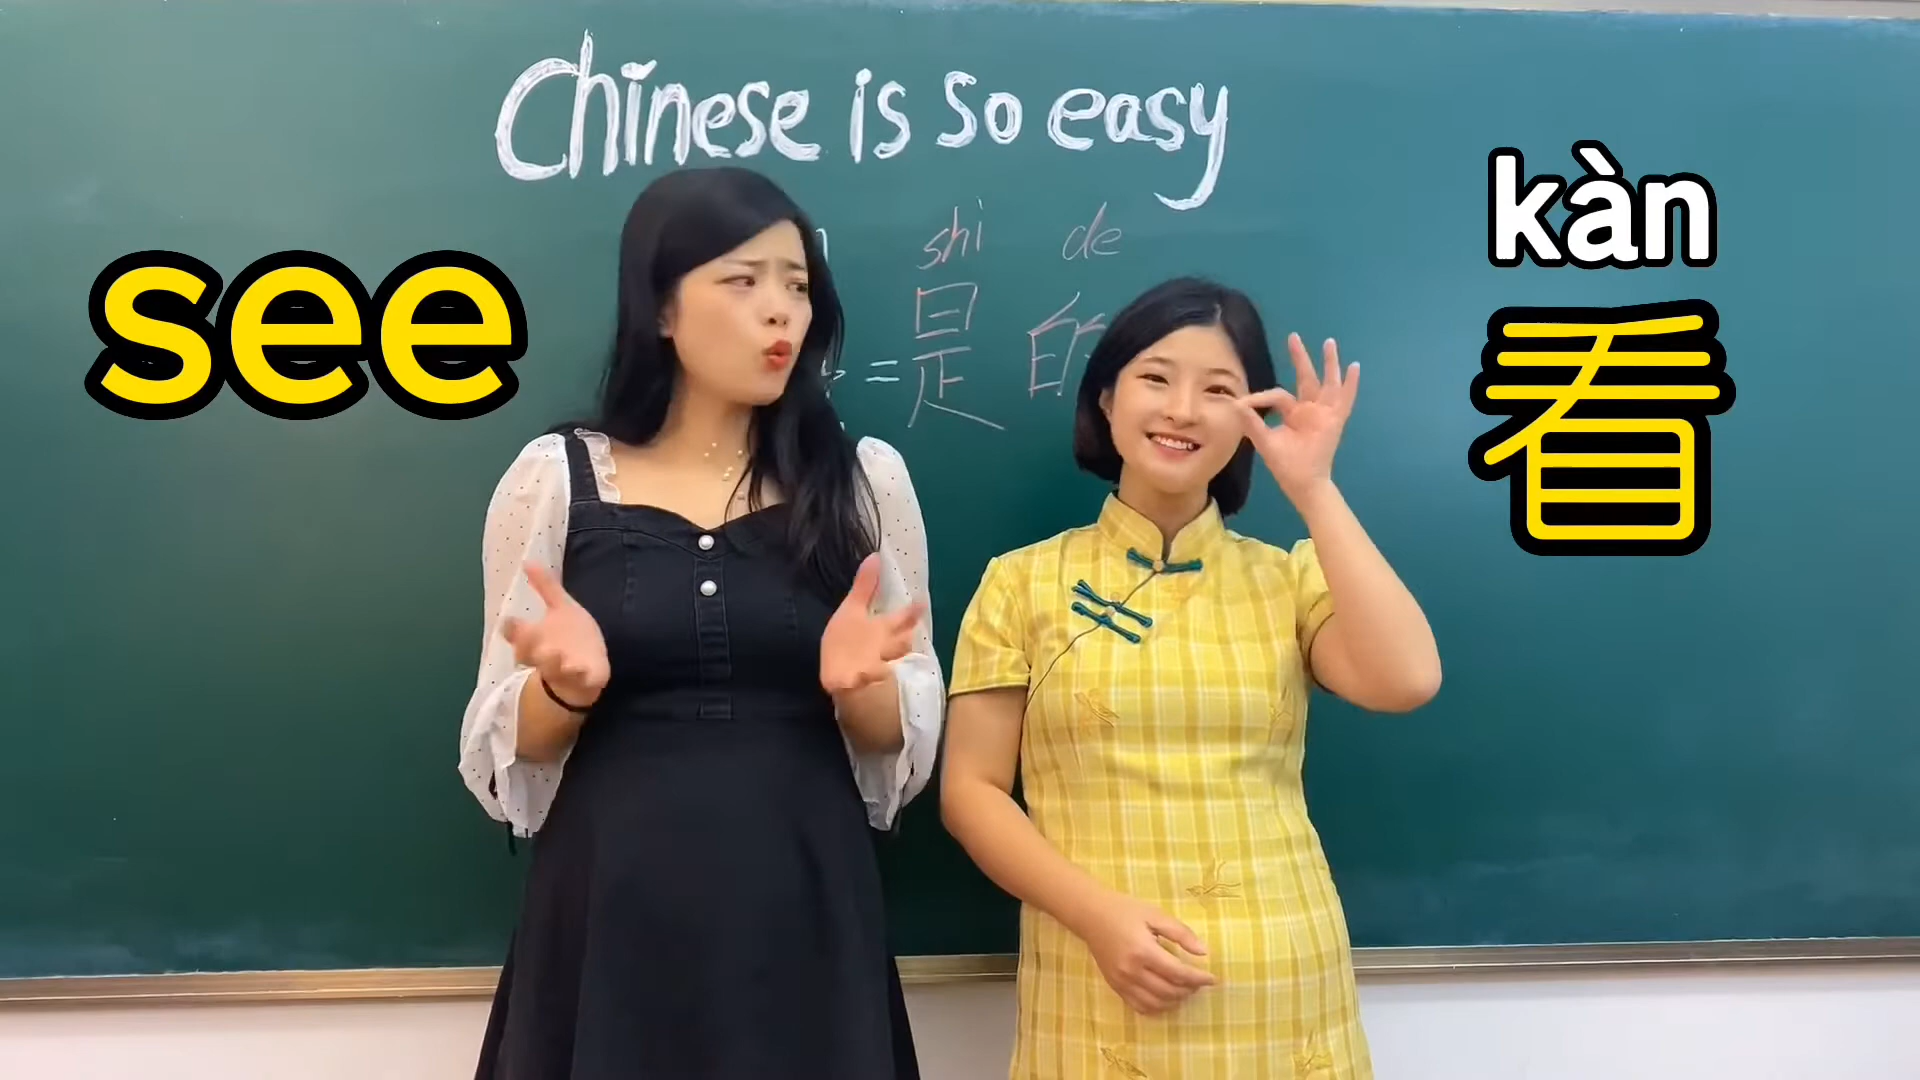 Chinese is so easy
see
kàn
看
shi de
= 是 的